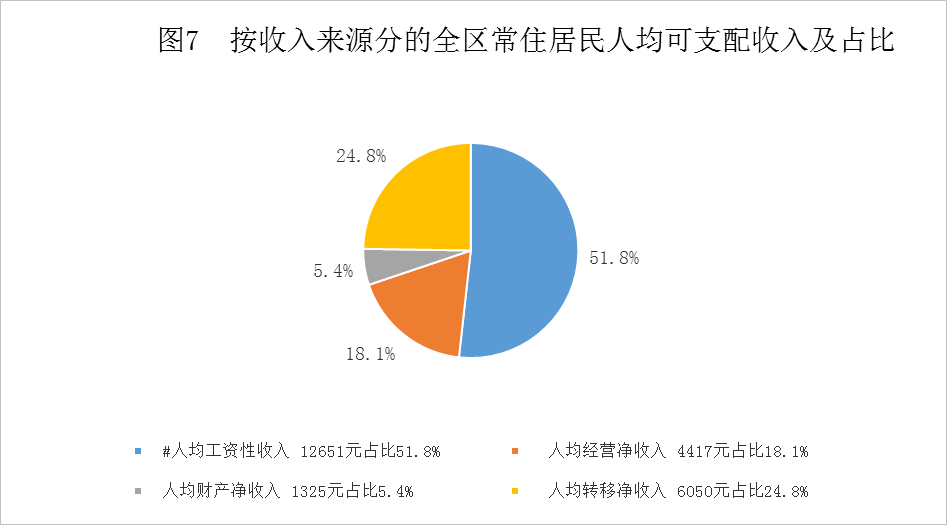 图7 按收入来源分的全区常住居民人均可支配收入及占比
24.8%
51.8%
5.4%
18.1%
#人均工资性收入 12651元占比51.8%
人均经营净收入 4417元占比18.1%
人均财产净收入 1325元占比5.4%
人均转移净收入 6050元占比24.8%